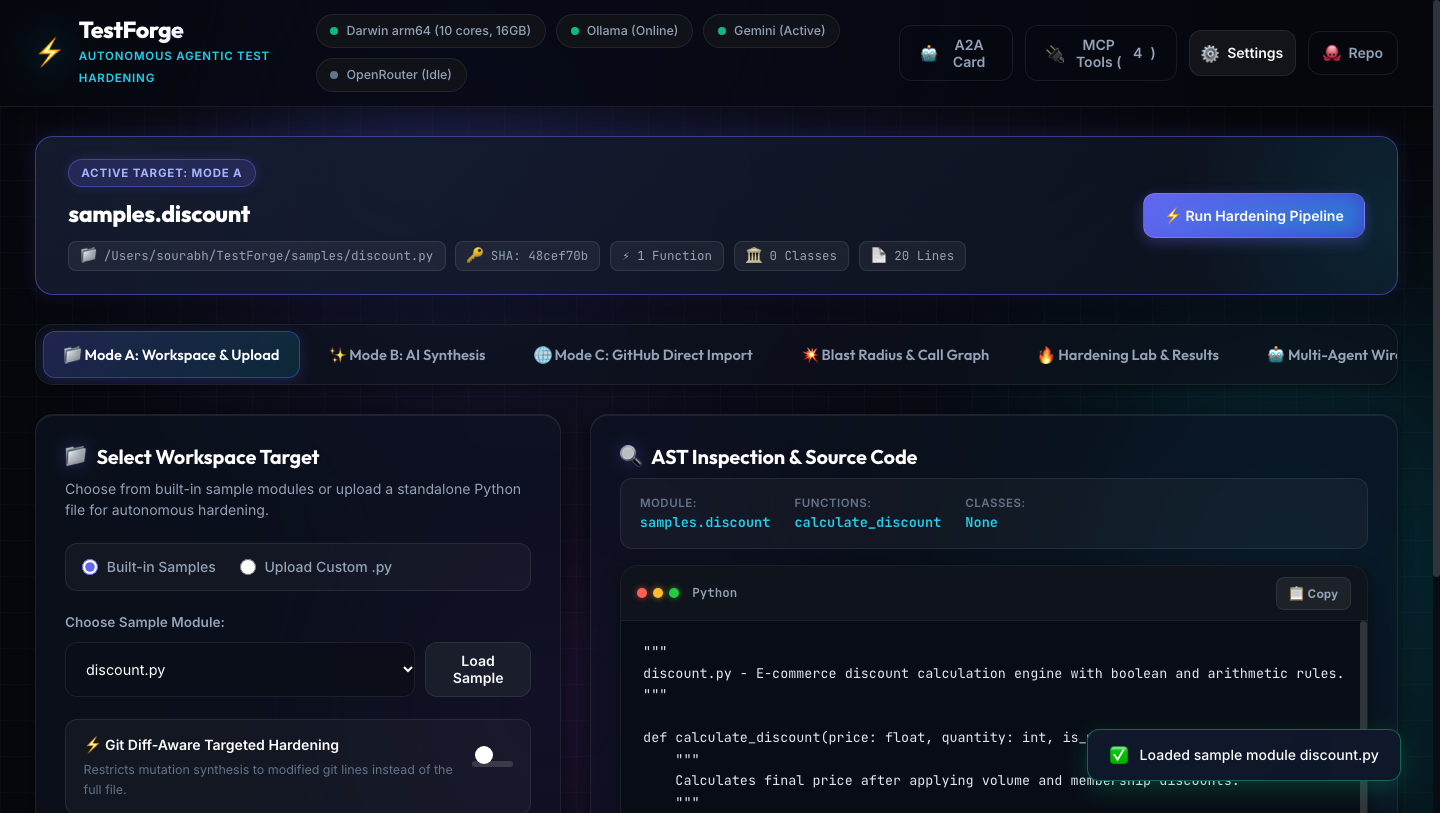 TestForge
AUTONOMOUS AGENTIC TEST
HARDENING
Darwin arm64 (10 cores, 16GB)
Ollama (Online)
Gemini (Active)
OpenRouter (Idle)
A2A
Card
MCP
Tools ( 4 )
Settings
Repo
ACTIVE TARGET: MODE A
samples.discount
/Users/sourabh/TestForge/samples/discount.py
SHA: 48cef70b
⚡ 1 Function
0 Classes
20 Lines
⚡ Run Hardening Pipeline
Mode A: Workspace & Upload
Mode B: AI Synthesis
Mode C: GitHub Direct Import
Blast Radius & Call Graph
Hardening Lab & Results
Multi-Agent
Select Workspace Target
Choose from built-in sample modules or upload a standalone Python
file for autonomous hardening.
Built-in Samples
Upload Custom .py
Choose Sample Module:
discount.py
Load
Sample
⚡ Git Diff-Aware Targeted Hardening
Restricts mutation synthesis to modified git lines instead of the
full file.
AST Inspection & Source Code
MODULE:
samples.discount
FUNCTIONS:
calculate_discount
CLASSES:
None
Python
Copy
"""
discount.py - E-commerce discount calculation engine with boolean and arithmetic rules.
"""
def calculate_discount(price: float, quantity: int, is_
"""
Calculates final price after applying volume and membership discounts.
"""
Loaded sample module discount.py